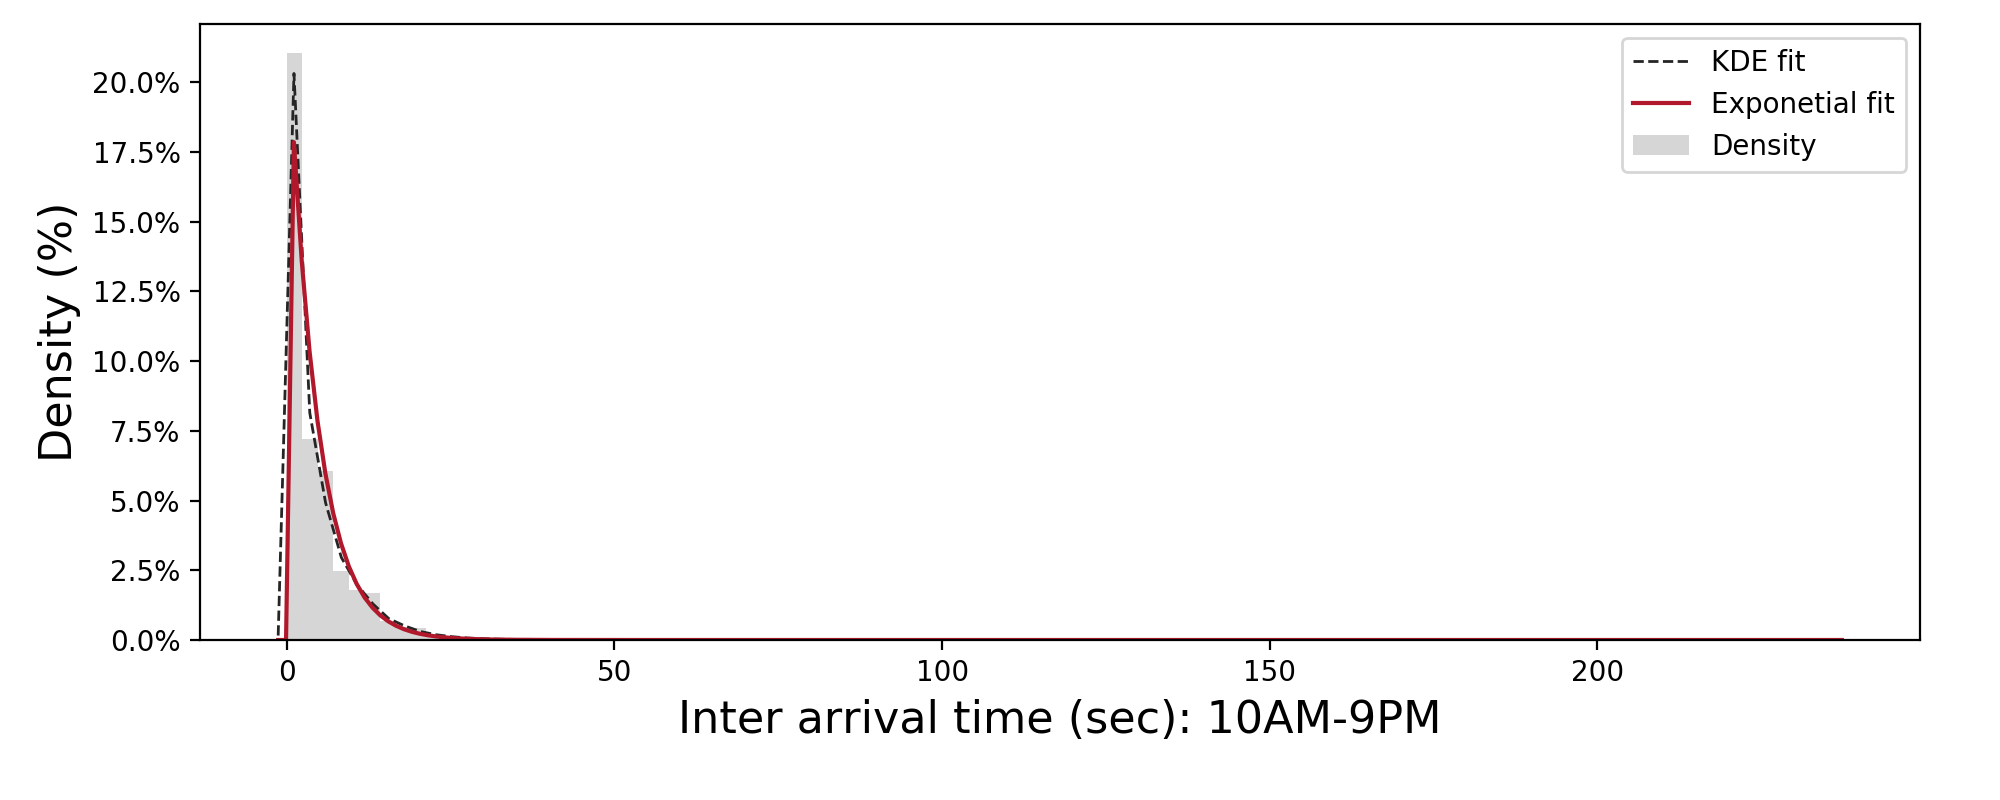 KDE fit
Exponetial fit
Density
20.0%
17.5%
15.0%
12.5%
10.0%
7.5%
5.0%
2.5%
0.0%
Density (%)
0 50 100 150 200
Inter arrival time (sec): 10AM-9PM